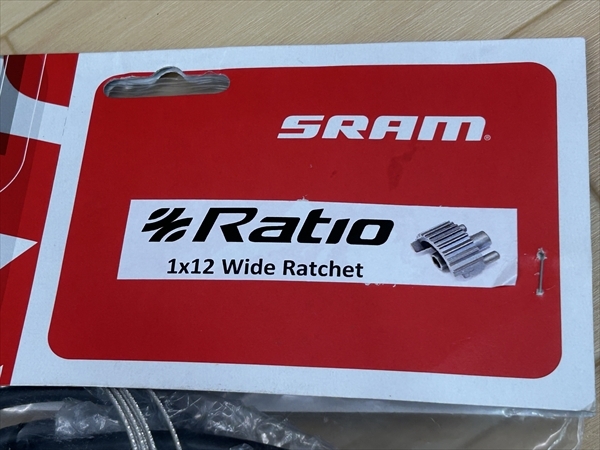 SRAM
Ratio
1x12 Wide Ratchet